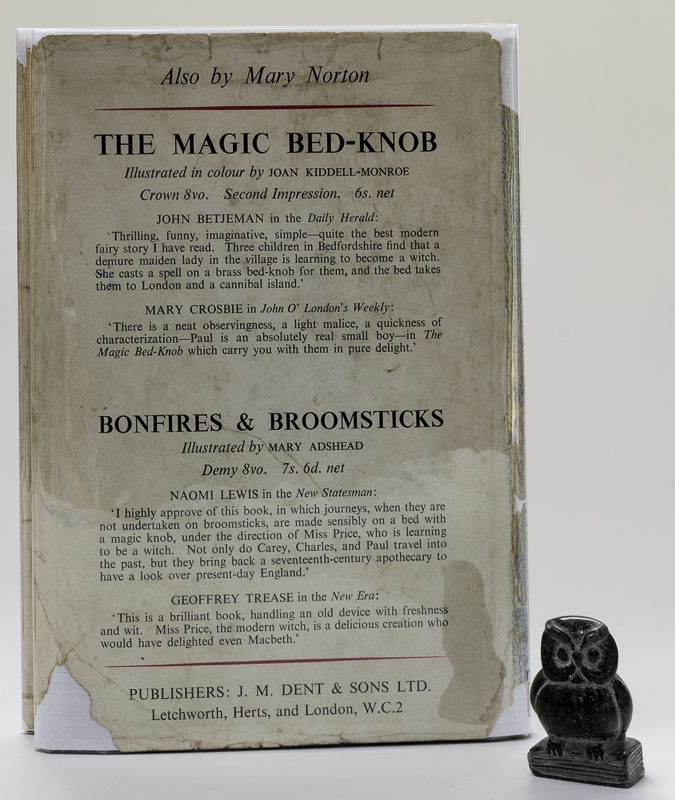 Also by Mary Norton
THE MAGIC BED-KNOB
Illustrated in colour by JOAN KIDDELL-MONROE
Crown 8vo. Second Impression. 6s. net
JOHN BETJEMAN in the Daily Herald:
'Thrilling, funny, imaginative, simple—quite the best modern
fairy story I have read. Three children in Bedfordshire find that a
demure maiden lady in the village is learning to become a witch.
She casts a spell on a brass bed-knob for them, and the bed takes
them to London and a cannibal island.'
MARY CROSBIE in John O' London's Weekly:
'There is a neat observingness, a light malice, a quickness of
characterization—Paul is an absolutely real small boy—in The
Magic Bed-Knob which carry you with them in pure delight.'
BONFIRES & BROOMSTICKS
Illustrated by MARY ADSHEAD
Demy 8vo. 7s. 6d. net
NAOMI LEWIS in the New Statesman:
'I highly approve of this book, in which journeys, when they are
not undertaken on broomsticks, are made sensibly on a bed with
a magic knob, under the direction of Miss Price, who is learning
to be a witch. Not only do Carey, Charles, and Paul travel into
the past, but they bring back a seventeenth-century apothecary to
have a look over present-day England.'
GEOFFREY TREASE in the New Era:
'This is a brilliant book, handling an old device with freshness
and wit. Miss Price, the modern witch, is a delicious creation who
would have delighted even Macbeth.'
PUBLISHERS: J. M. DENT & SONS LTD.
Letchworth, Herts, and London, W.C.2